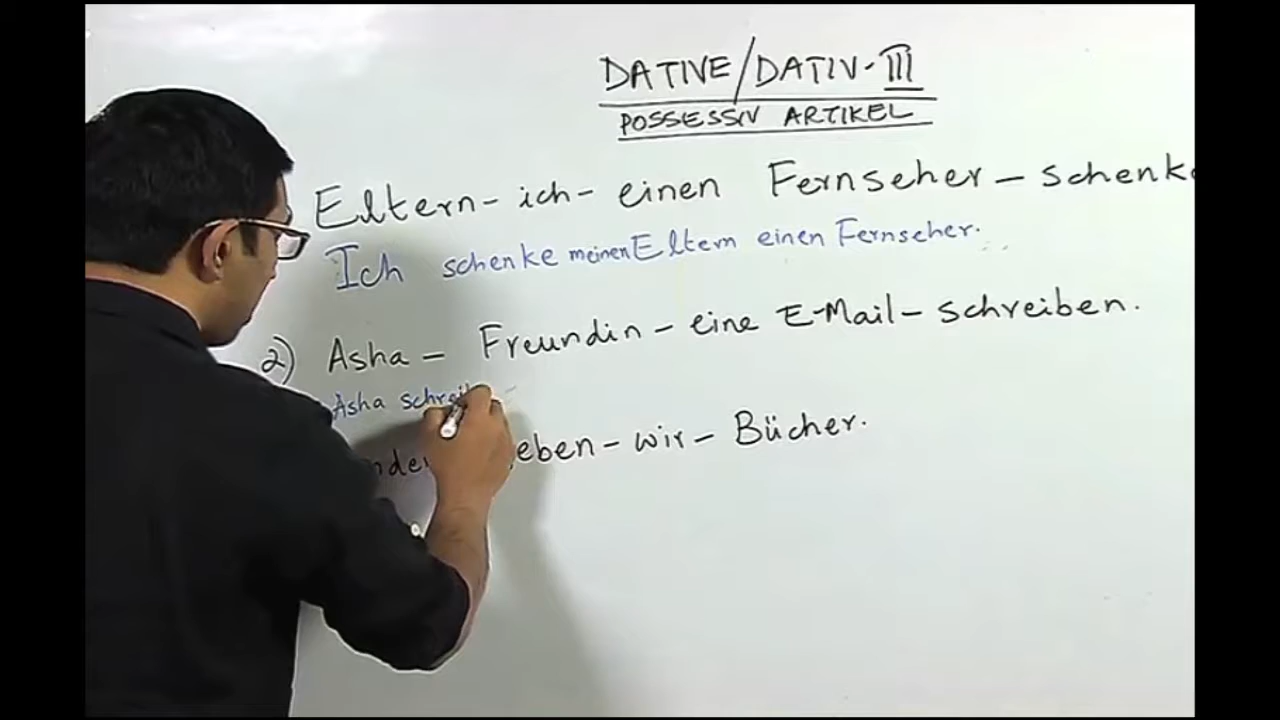 DATIVE/DATIV-III
POSSESSIV ARTIKEL
Eltern-ich-einen Fernseher-schenk
Ich schenke meinen Eltern einen Fernseher.
2) Asha - Freundin - eine E-Mail - schreiben.
Asha
- wir - Bücher.